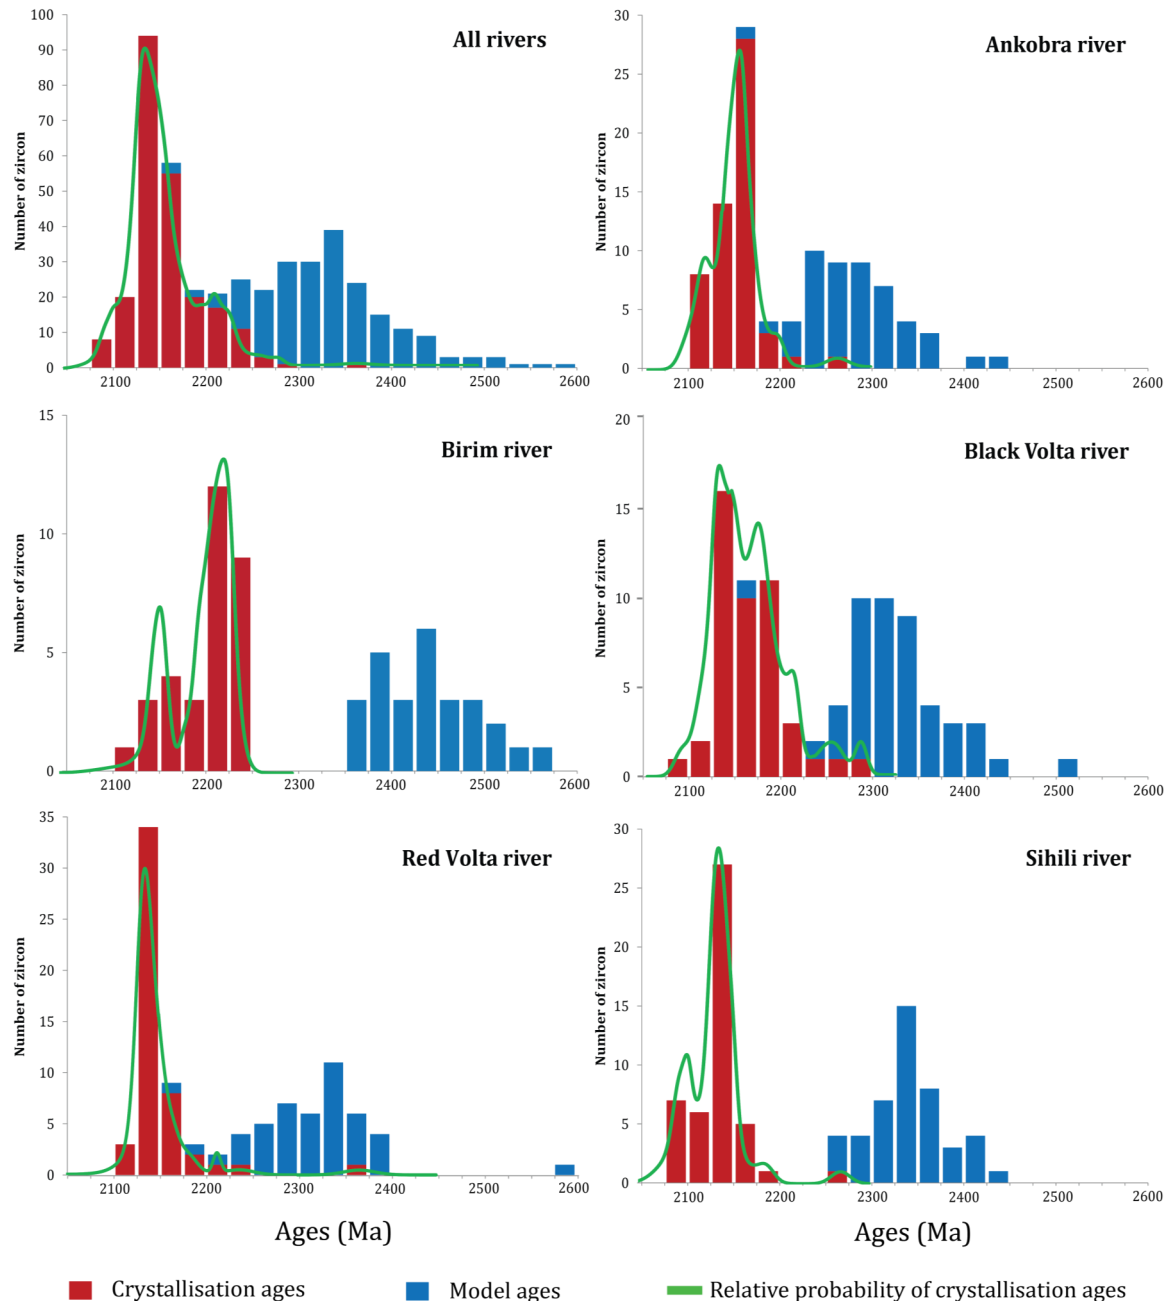 All rivers
Number of zircon
100
90
80
70
60
50
40
30
20
10
0
2100 2200 2300 2400 2500 2600
Ankobra river
Number of zircon
30
25
20
15
10
5
0
2100 2200 2300 2400 2500 2600
Birim river
Number of zircon
15
10
5
0
2100 2200 2300 2400 2500 2600
Black Volta river
Number of zircon
20
15
10
5
0
2100 2200 2300 2400 2500 2600
Red Volta river
Number of zircon
35
30
25
20
15
10
5
0
2100 2200 2300 2400 2500 2600
Ages (Ma)
Sihili river
Number of zircon
30
25
20
15
10
5
0
2100 2200 2300 2400 2500 2600
Ages (Ma)
Crystallisation ages
Model ages
Relative probability of crystallisation ages